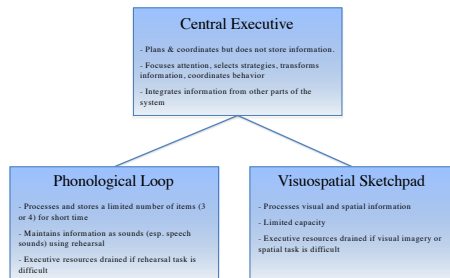 Central Executive
- Plans & coordinates but does not store information.
- Focuses attention, selects strategies, transforms
information, coordinates behavior
- Integrates information from other parts of the
system
Phonological Loop
- Processes and stores a limited number of items (3
or 4) for short time
- Maintains information as sounds (esp. speech
sounds) using rehearsal
- Executive resources drained if rehearsal task is
difficult
Visuospatial Sketchpad
- Processes visual and spatial information
- Limited capacity
- Executive resources drained if visual imagery or
spatial task is difficult